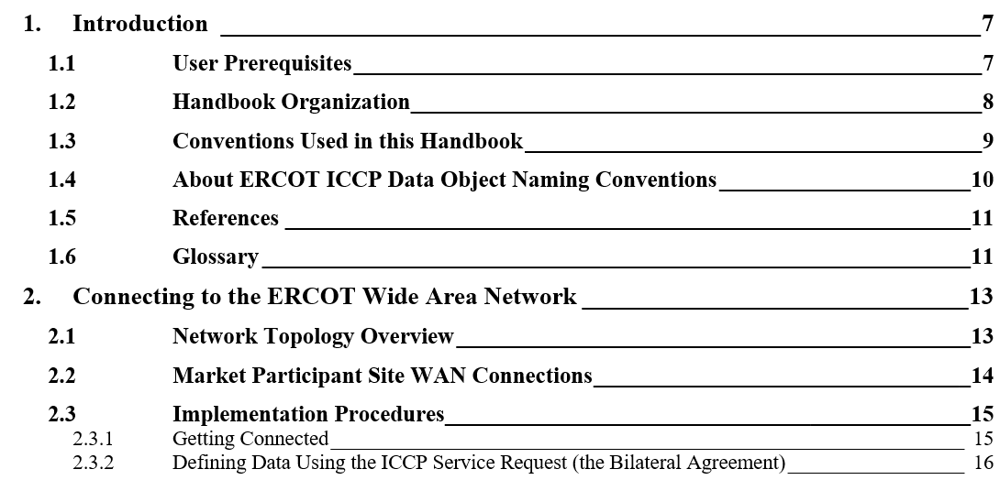 1. Introduction 7
1.1 User Prerequisites 7
1.2 Handbook Organization 8
1.3 Conventions Used in this Handbook 9
1.4 About ERCOT ICCP Data Object Naming Conventions 10
1.5 References 11
1.6 Glossary 11
2. Connecting to the ERCOT Wide Area Network 13
2.1 Network Topology Overview 13
2.2 Market Participant Site WAN Connections 14
2.3 Implementation Procedures 15
2.3.1 Getting Connected 15
2.3.2 Defining Data Using the ICCP Service Request (the Bilateral Agreement) 16